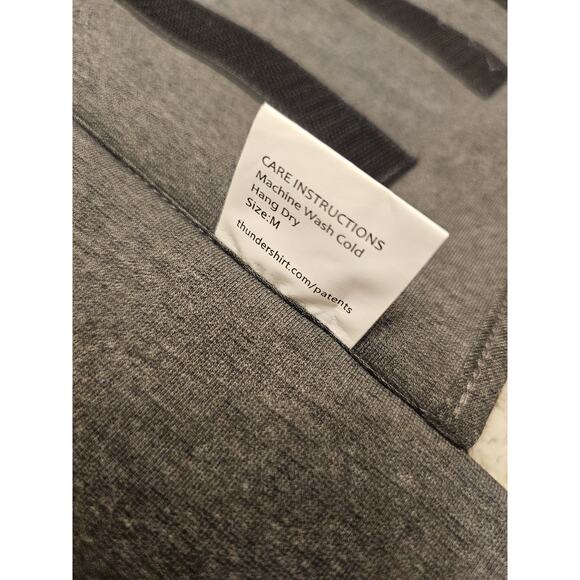 CARE INSTRUCTIONS
Machine Wash Cold
Hang Dry
Size:M
thundershirt.com/patents